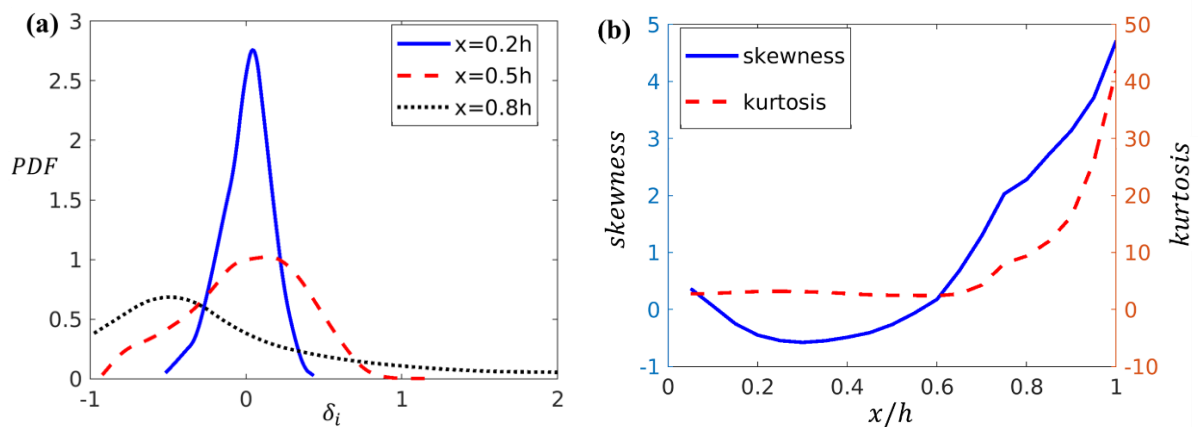 (a)
3
2.5
2
1.5
1
0.5
0
PDF
-1
0
1
2
δᵢ
x=0.2h
x=0.5h
x=0.8h
(b)
5
4
3
2
1
0
-1
skewness
skewness
kurtosis
0
0.2
0.4
0.6
0.8
1
x/h
50
40
30
20
10
0
-10
kurtosis